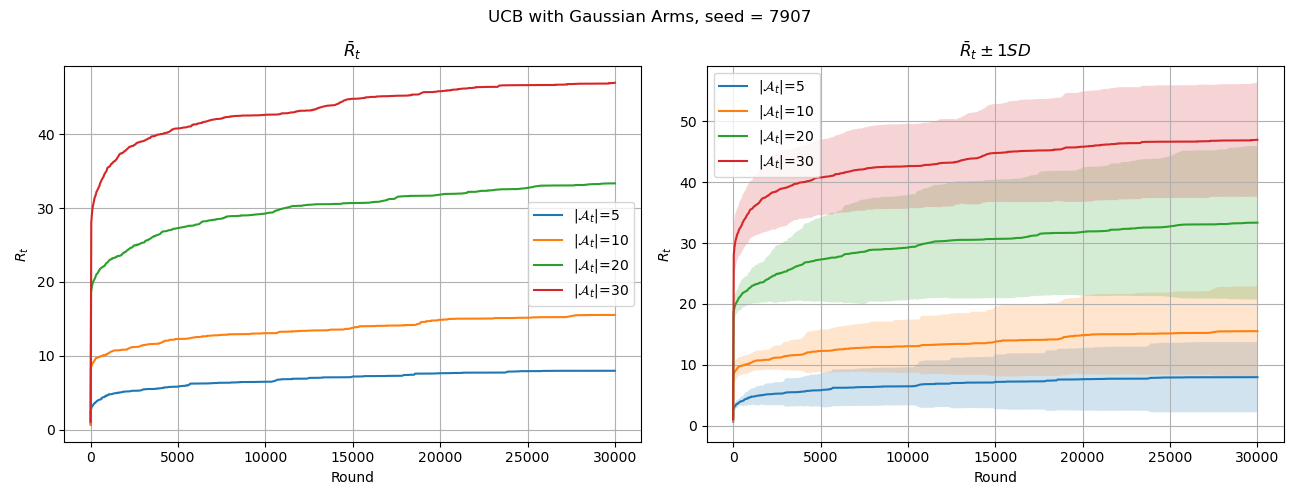 UCB with Gaussian Arms, seed = 7907
R̄ₜ
Rₜ
40
30
20
10
0
|𝒜ₜ|=5
|𝒜ₜ|=10
|𝒜ₜ|=20
|𝒜ₜ|=30
0 5000 10000 15000 20000 25000 30000
Round
R̄ₜ ± 1SD
Rₜ
50
40
30
20
10
0
|𝒜ₜ|=5
|𝒜ₜ|=10
|𝒜ₜ|=20
|𝒜ₜ|=30
0 5000 10000 15000 20000 25000 30000
Round